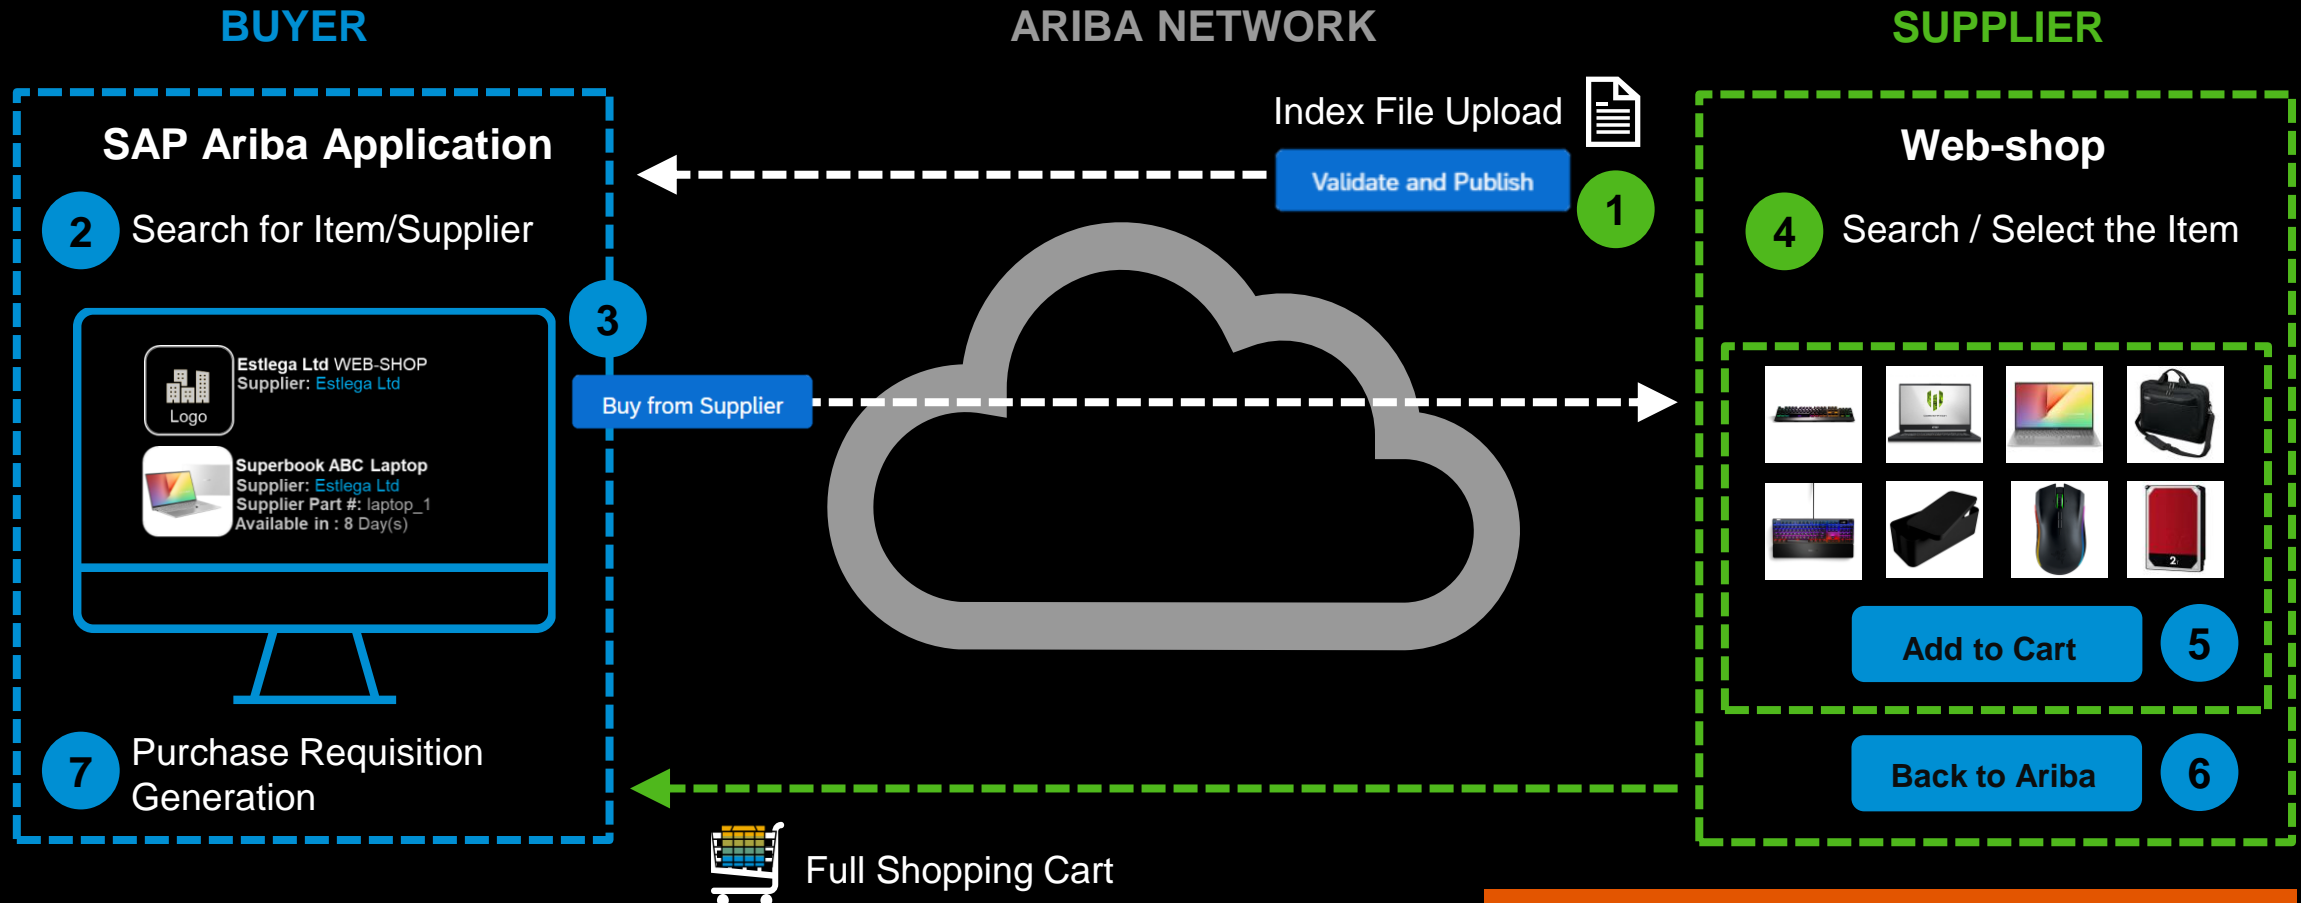 BUYER
ARIBA NETWORK
SUPPLIER
SAP Ariba Application
2
Search for Item/Supplier
Logo
Estlega Ltd WEB-SHOP
Supplier: Estlega Ltd
Superbook ABC Laptop
Supplier: Estlega Ltd
Supplier Part #: laptop_1
Available in : 8 Day(s)
7
Purchase Requisition
Generation
3
Buy from Supplier
Index File Upload
Validate and Publish
1
Full Shopping Cart
Web-shop
4
Search / Select the Item
2
Add to Cart
5
Back to Ariba
6